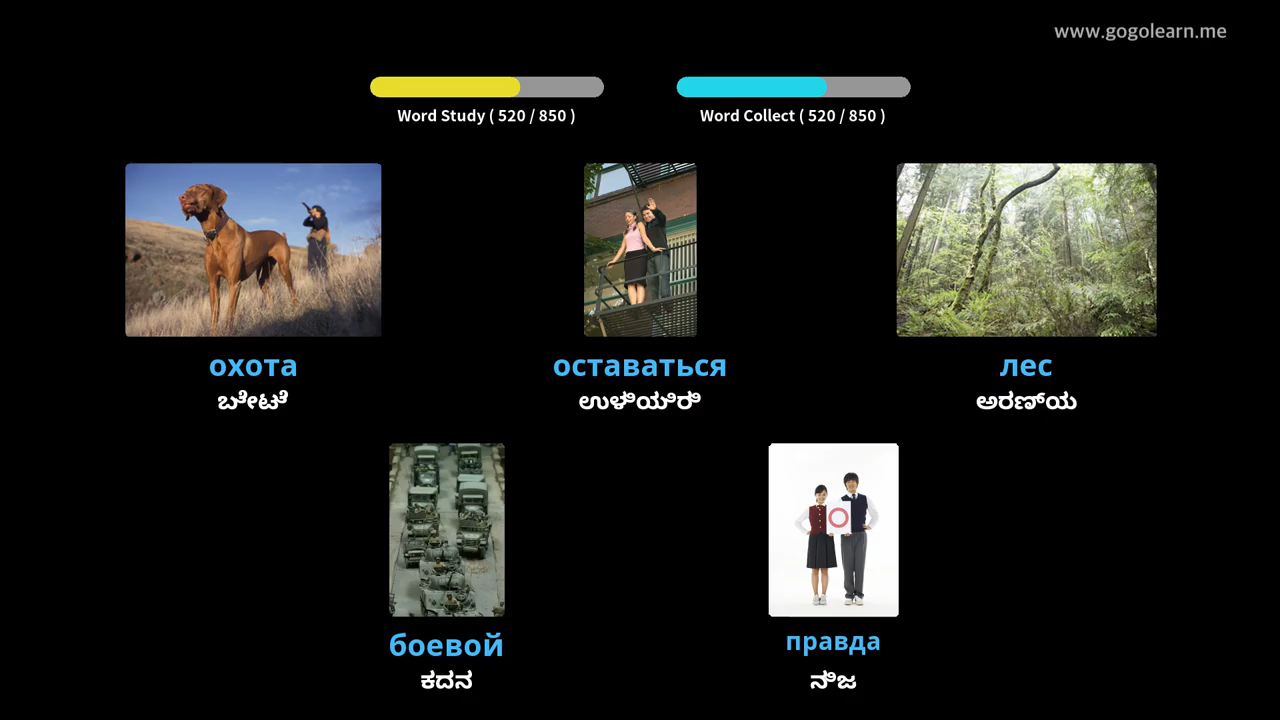 www.gogolearn.me
Word Study ( 520 / 850 )
Word Collect ( 520 / 850 )
охота
ಬೇಟೆ
оставаться
ಉಳಿಯಿರಿ
лес
ಅರಣ್ಯ
боевой
ಕದನ
правда
ನಿಜ